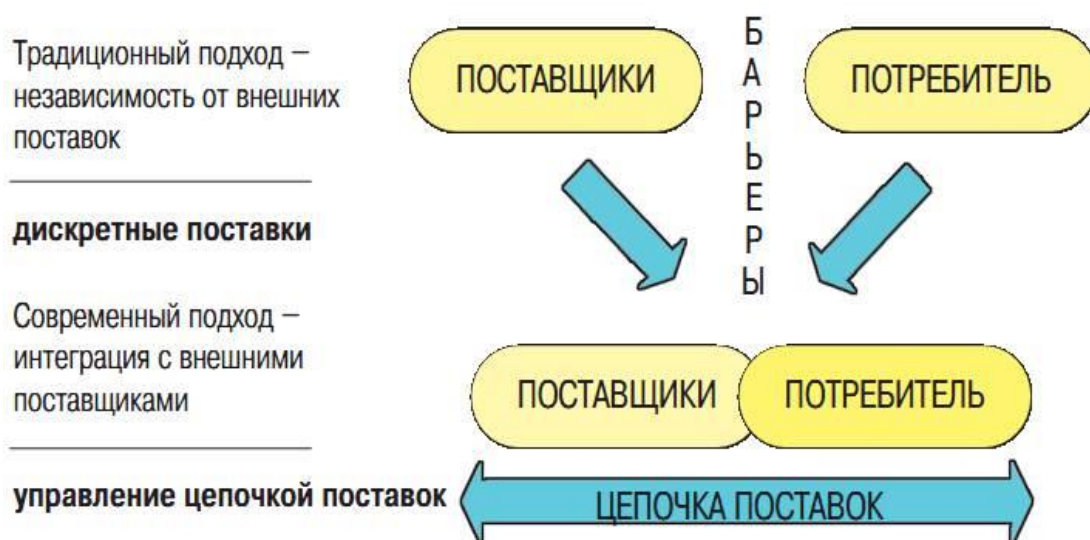 Традиционный подход –
независимость от внешних
поставок
дискретные поставки
Современный подход –
интеграция с внешними
поставщиками
управление цепочкой поставок
ПОСТАВЩИКИ
БАРЬЕРЫ
ПОТРЕБИТЕЛЬ
ПОСТАВЩИКИ
ПОТРЕБИТЕЛЬ
ЦЕПОЧКА ПОСТАВОК